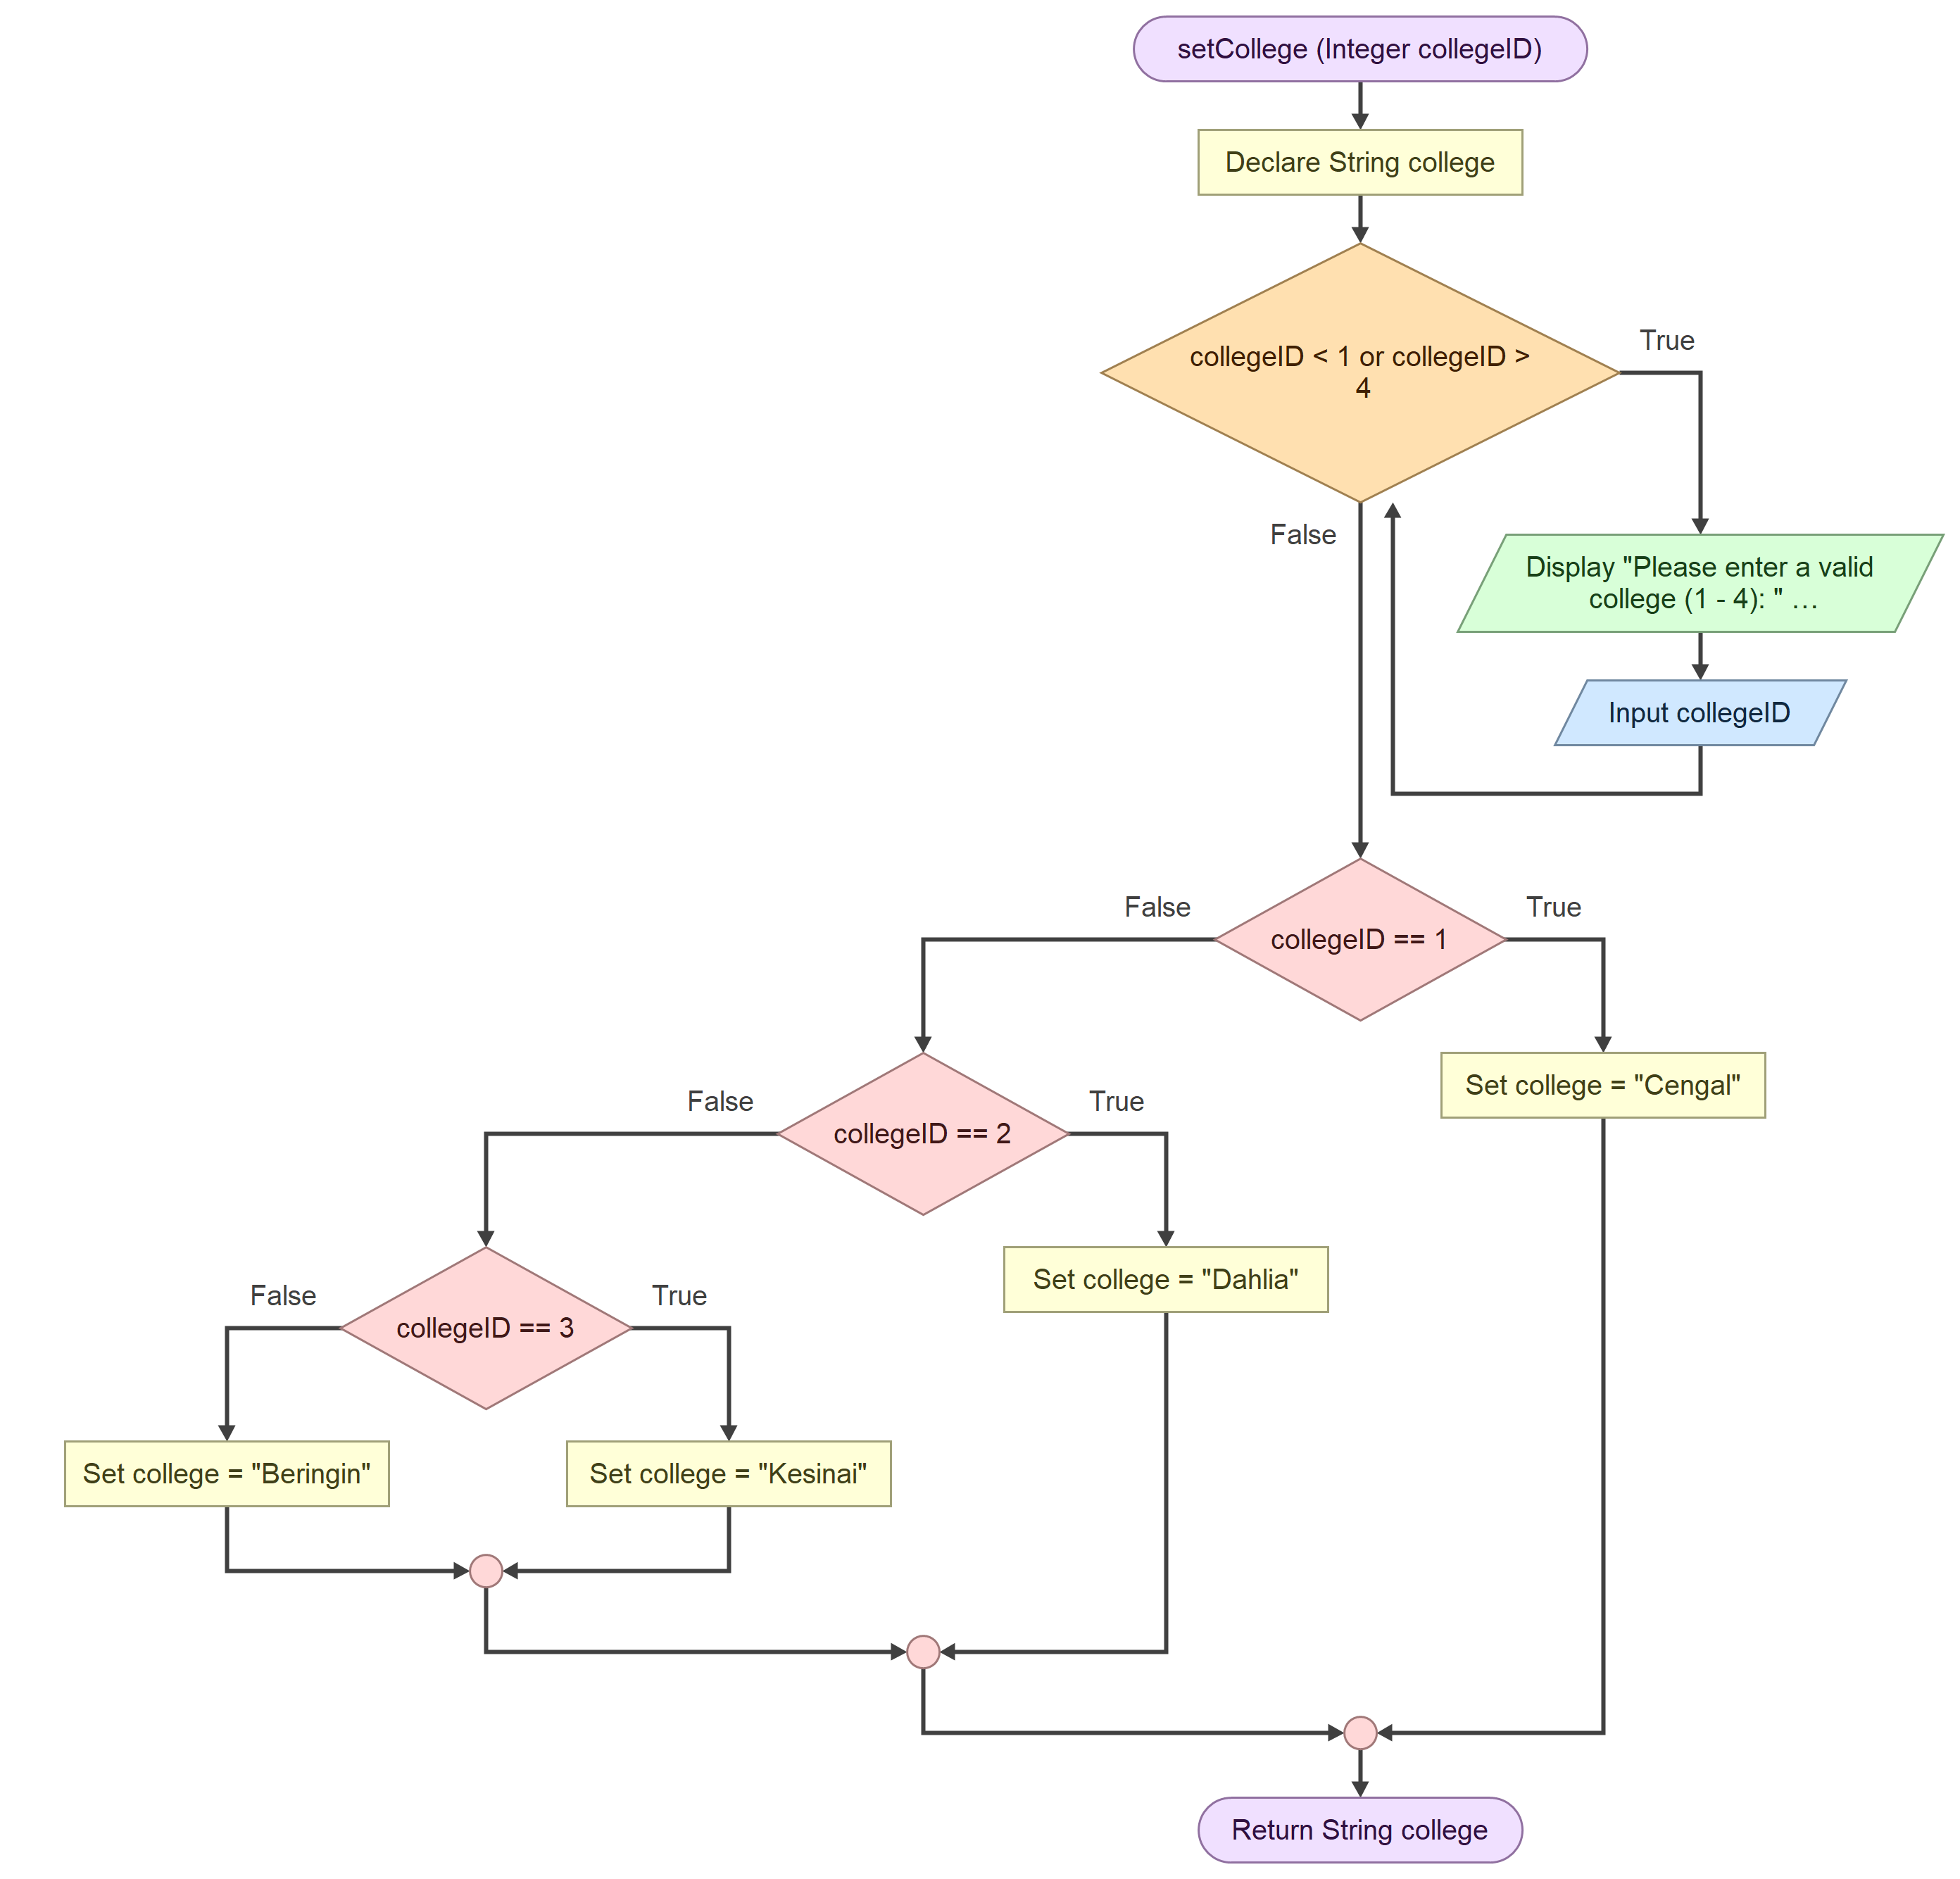 setCollege (Integer collegeID)
Declare String college
collegeID < 1 or collegeID >
4
True
False
Display "Please enter a valid
college (1 - 4): " …
Input collegeID
False
collegeID == 1
True
Set college = "Cengal"
False
collegeID == 2
True
Set college = "Dahlia"
False
collegeID == 3
True
Set college = "Beringin"
Set college = "Kesinai"
Return String college